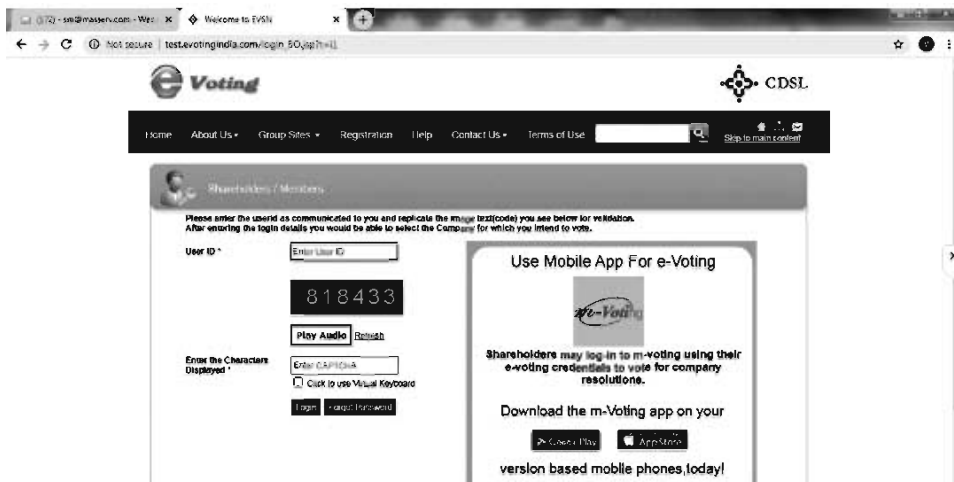 Welcome to EVSN
Not secure | test.evotingindia.com/login_SO.jsp?t=IL
e Voting
CDSL
Home About Us Group Sites Registration Help Contact Us Terms of Use
Skip to main content
Shareholders / Members
Please enter the userid as communicated to you and replicate the image text(code) you see below for validation.
After entering the login details you would be able to select the Company for which you intend to vote.
User ID *
Enter User ID
818433
Play Audio Refresh
Enter the Characters
Displayed *
Enter CAPTCHA
Click to use Virtual Keyboard
Login Forgot Password
Use Mobile App For e-Voting
m-Voting
Shareholders may log-in to m-voting using their
e-voting credentials to vote for company
resolutions.
Download the m-Voting app on your
Google Play AppStore
version based mobile phones,today!